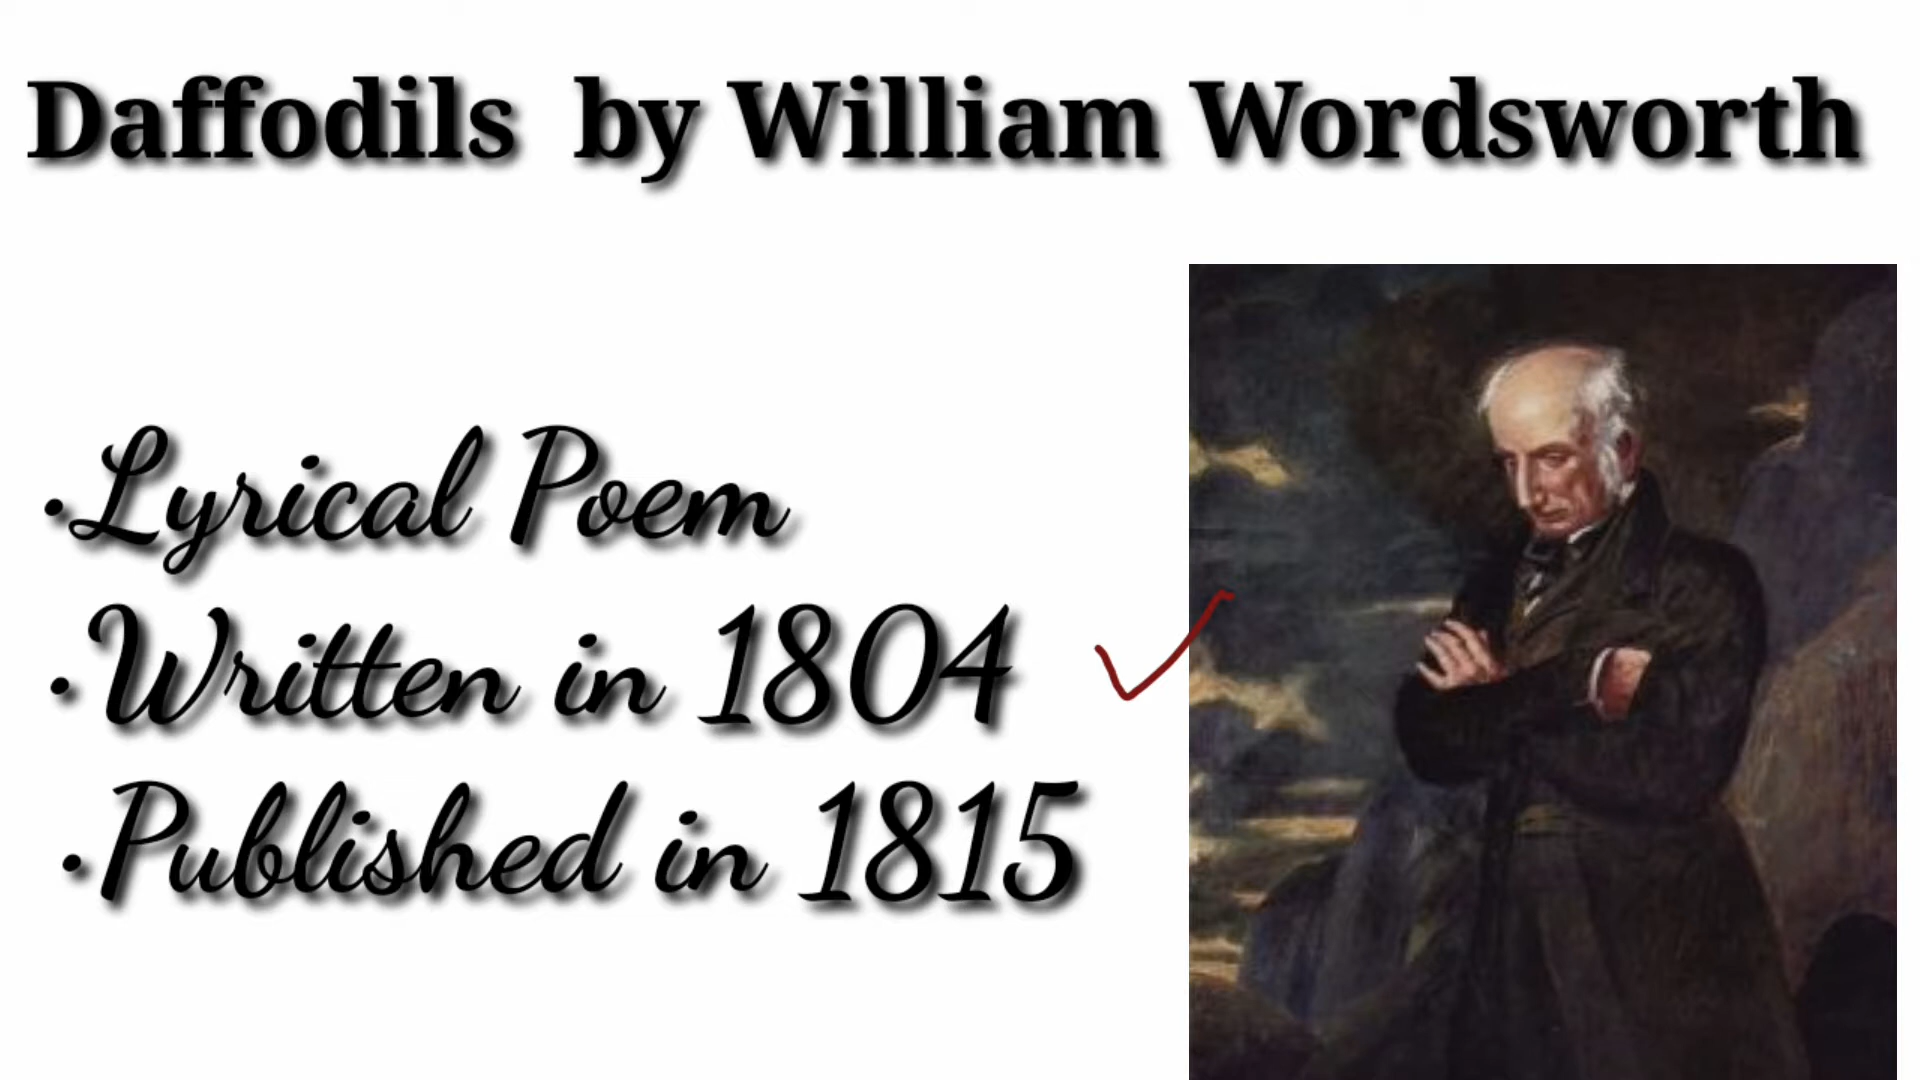 Daffodils by William Wordsworth
•Lyrical Poem
•Written in 1804
•Published in 1815